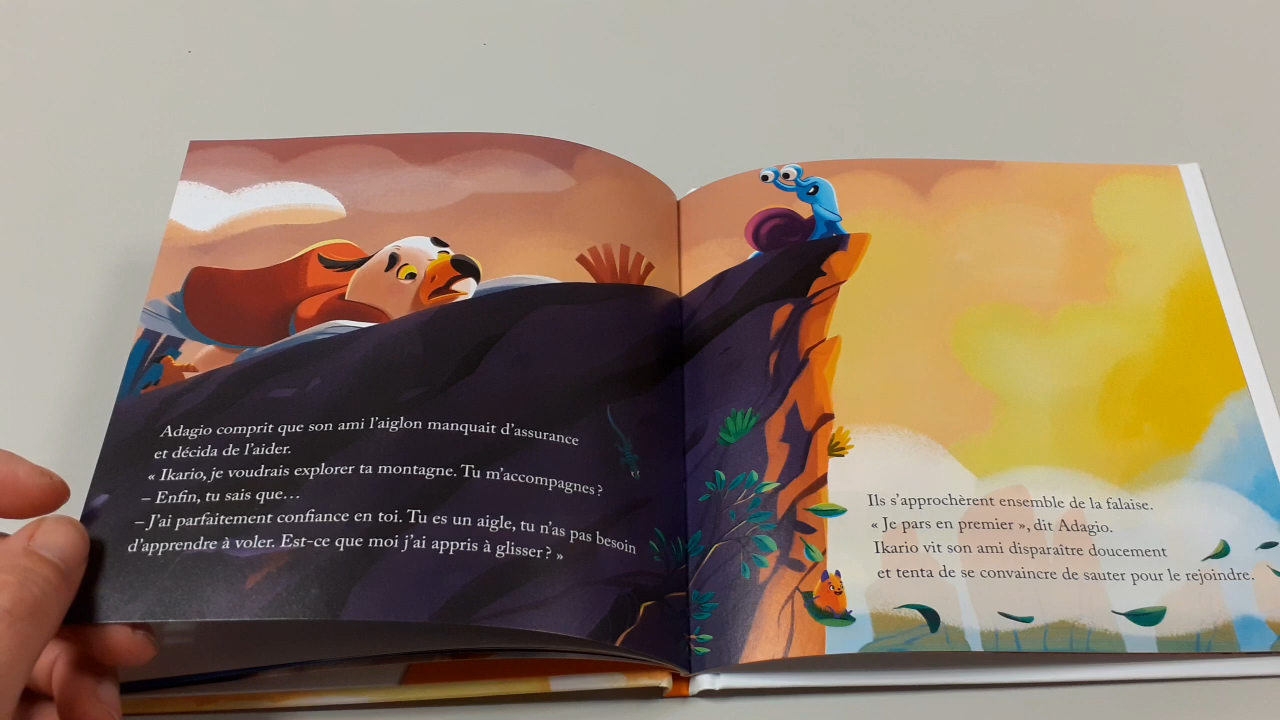 Adagio comprit que son ami l'aiglon manquait d'assurance
et décida de l'aider.
« Ikario, je voudrais explorer ta montagne. Tu m'accompagnes ?
– Enfin, tu sais que…
– J'ai parfaitement confiance en toi. Tu es un aigle, tu n'as pas besoin
d'apprendre à voler. Est-ce que moi j'ai appris à glisser ? »
Ils s'approchèrent ensemble de la falaise.
« Je pars en premier », dit Adagio.
Ikario vit son ami disparaître doucement
et tenta de se convaincre de sauter pour le rejoindre.